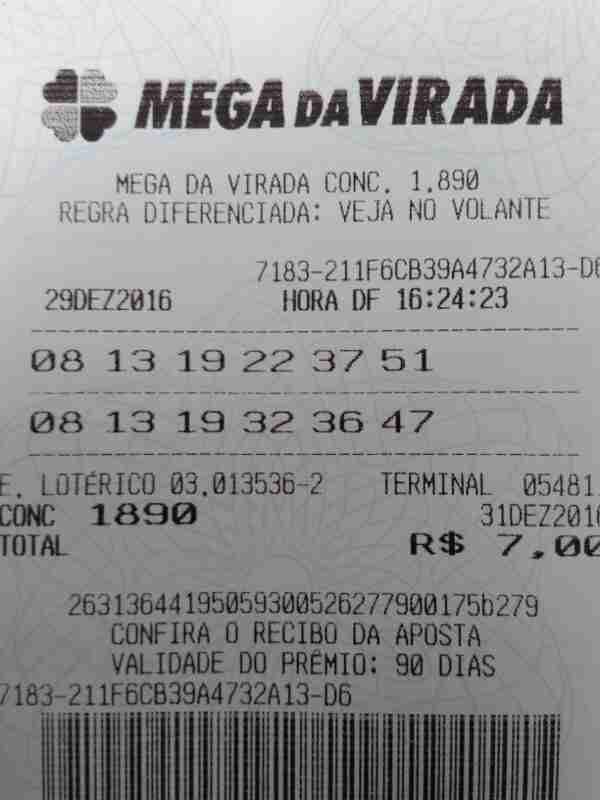 MEGA DA VIRADA
MEGA DA VIRADA CONC. 1.890
REGRA DIFERENCIADA: VEJA NO VOLANTE
7183-211F6CB39A4732A13-D6
29DEZ2016 HORA DF 16:24:23
08 13 19 22 37 51
08 13 19 32 36 47
E. LOTÉRICO 03.013536-2 TERMINAL 05481
CONC 1890 31DEZ2016
TOTAL R$ 7,00
26313644195059300526277900175b279
CONFIRA O RECIBO DA APOSTA
VALIDADE DO PRÊMIO: 90 DIAS
7183-211F6CB39A4732A13-D6